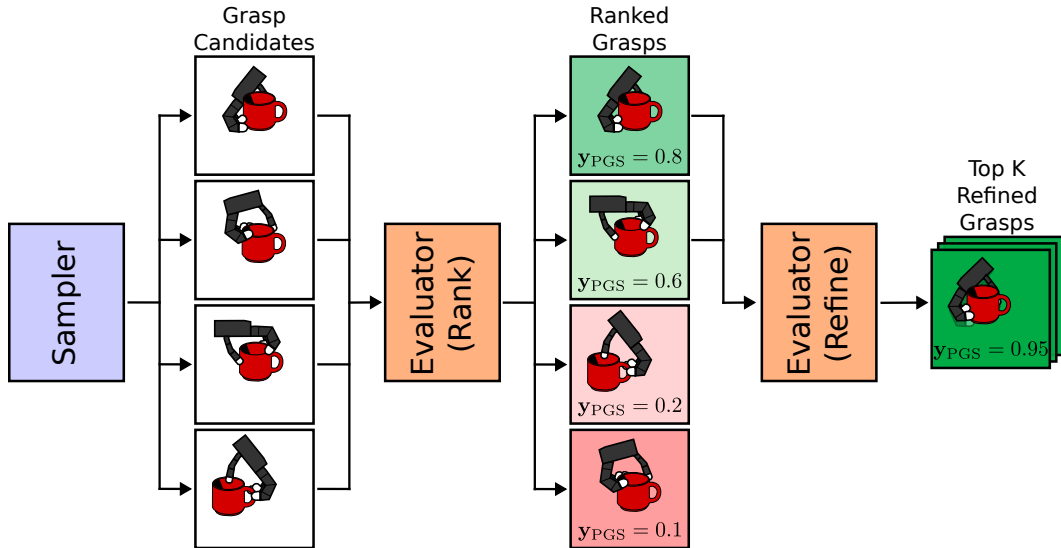 Sampler
Grasp
Candidates
Evaluator
(Rank)
Ranked
Grasps
y_PGS = 0.8
y_PGS = 0.6
y_PGS = 0.2
y_PGS = 0.1
Evaluator
(Refine)
Top K
Refined
Grasps
y_PGS = 0.95